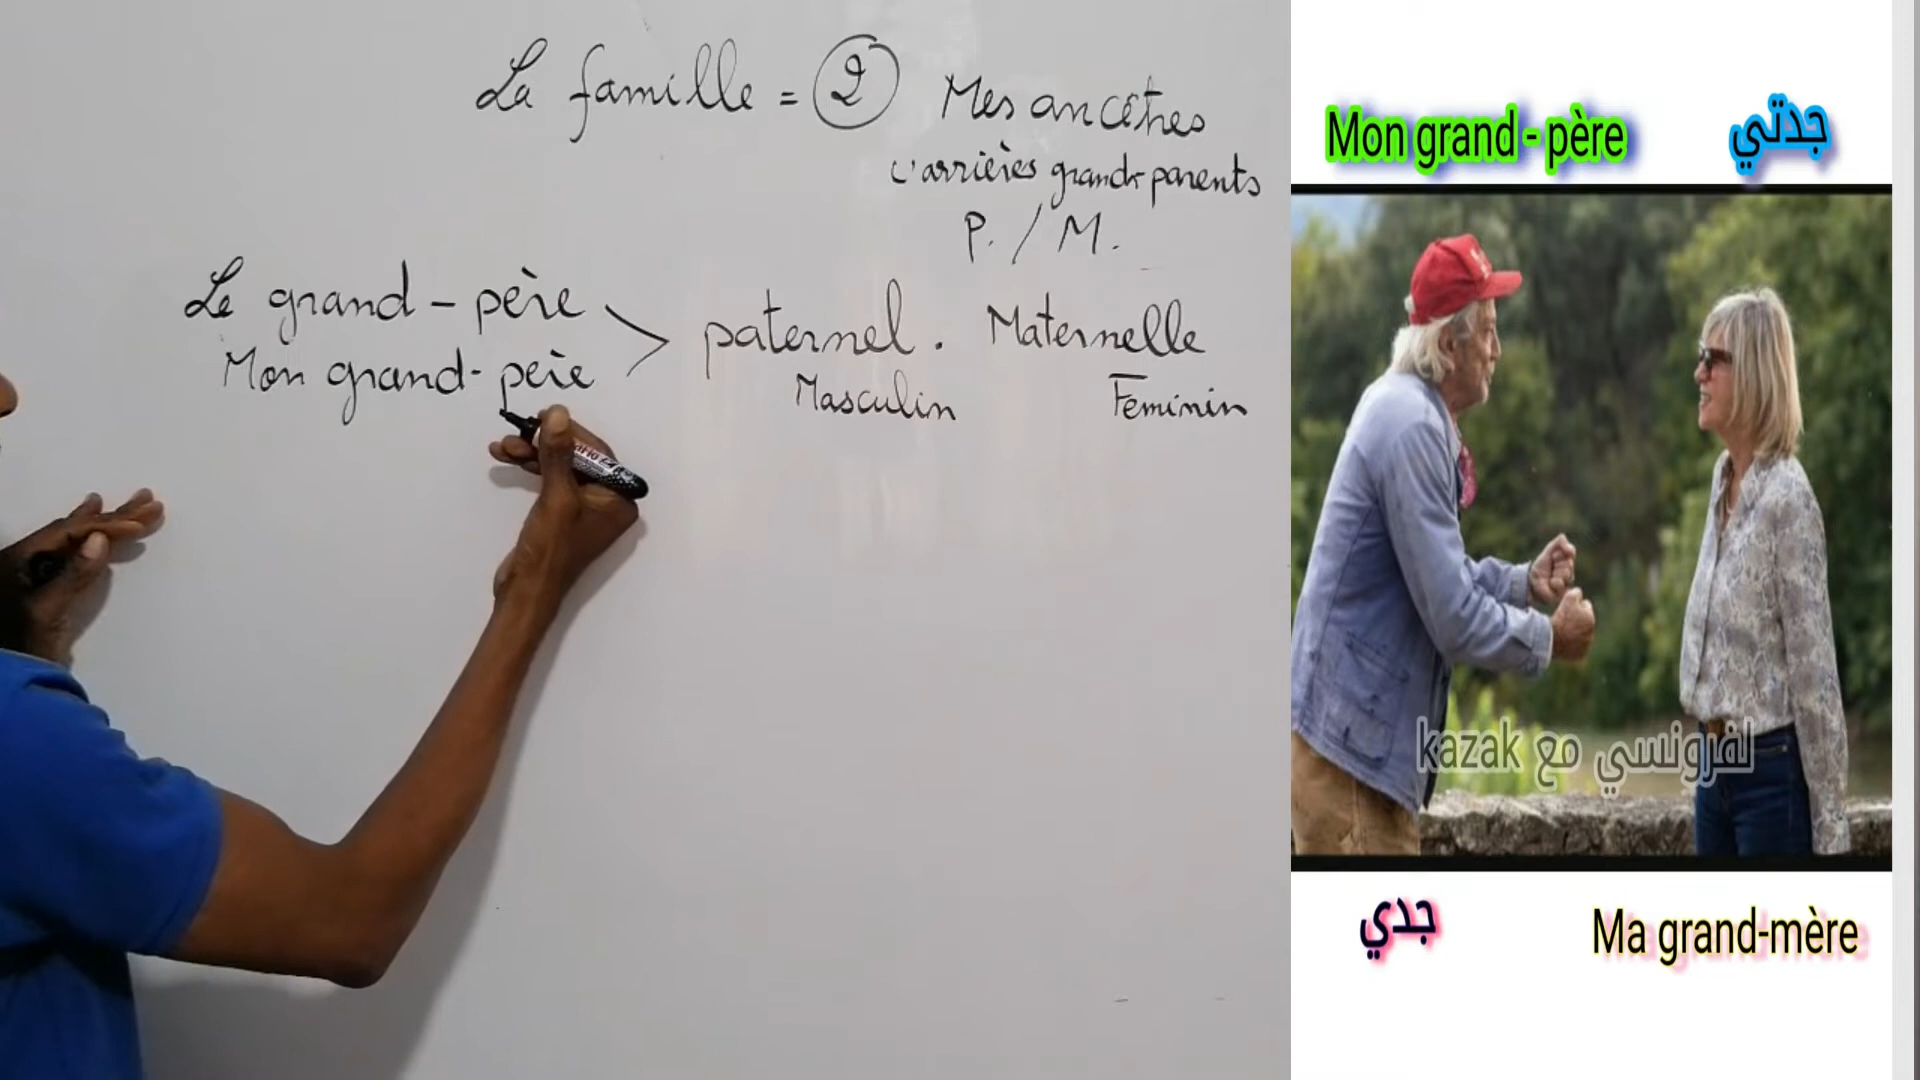 La famille = 2 Mes ancêtres
l'arrières grands-parents
P. / M.
Le grand-père
Mon grand-père
paternel . Maternelle
Masculin Féminin
Mon grand - père جدتي
kazak لفرونسي مع
جدي Ma grand-mère